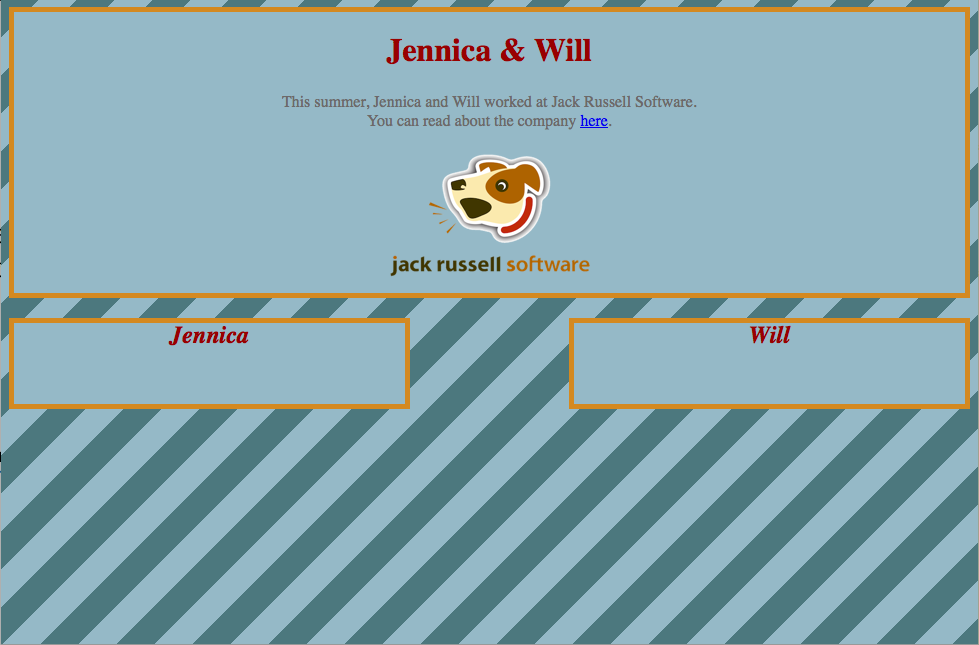 Jennica & Will
This summer, Jennica and Will worked at Jack Russell Software.
You can read about the company here.
jack russell software
Jennica
Will